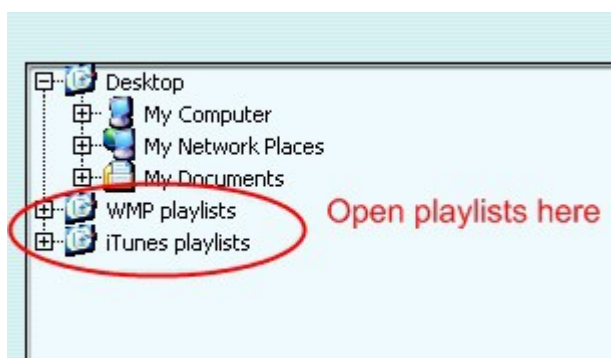 Desktop
My Computer
My Network Places
My Documents
WMP playlists
Open playlists here
iTunes playlists